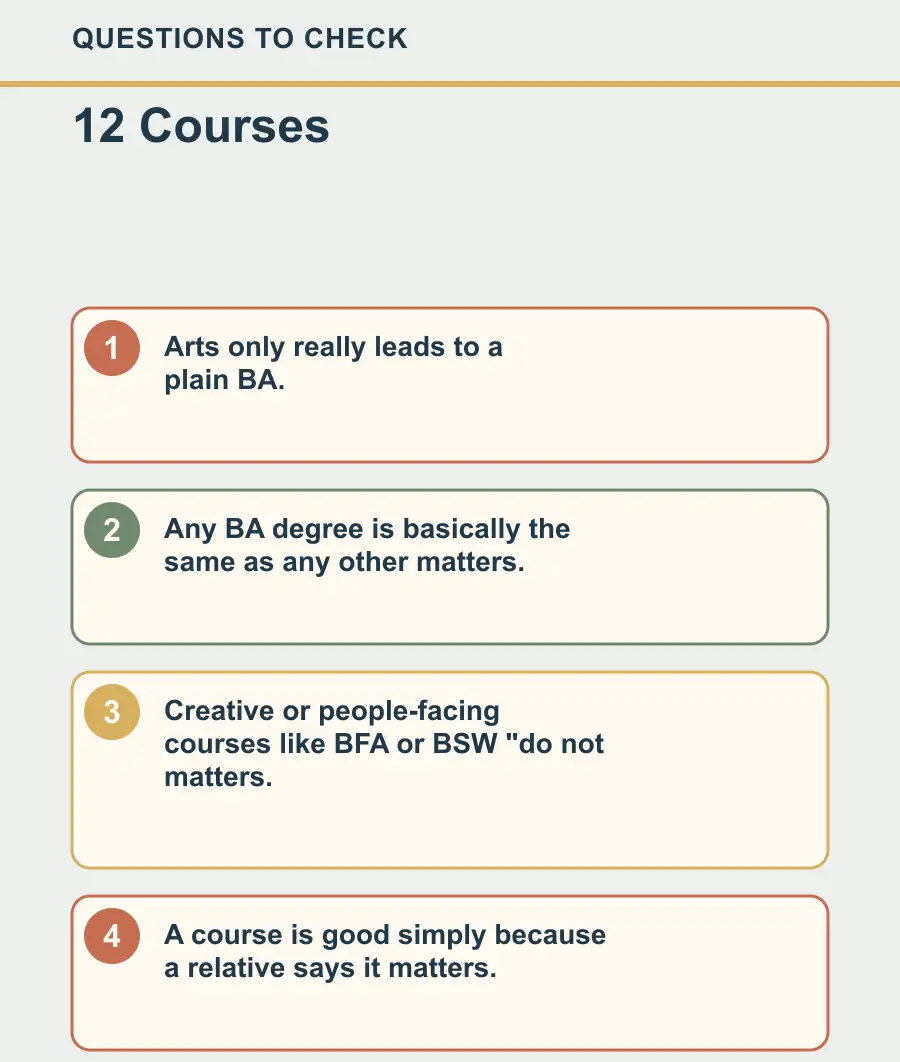 QUESTIONS TO CHECK
12 Courses
1
Arts only really leads to a
plain BA.
2
Any BA degree is basically the
same as any other matters.
3
Creative or people-facing
courses like BFA or BSW "do not
matters.
4
A course is good simply because
a relative says it matters.